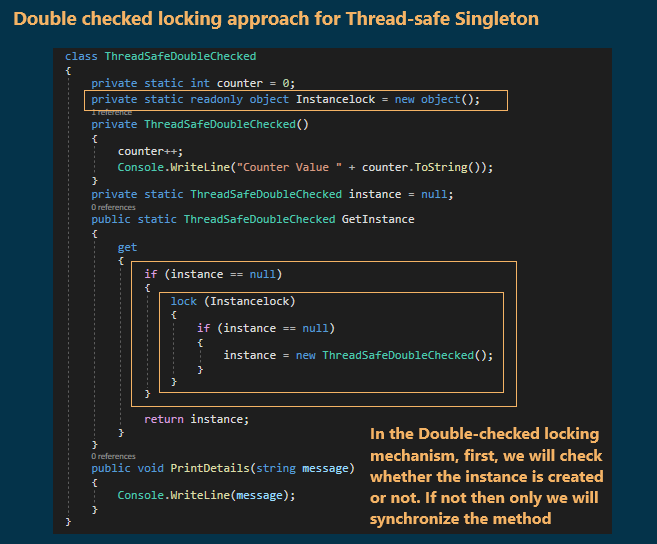 Double checked locking approach for Thread-safe Singleton
class ThreadSafeDoubleChecked
{
private static int counter = 0;
private static readonly object Instancelock = new object();
1 reference
private ThreadSafeDoubleChecked()
{
counter++;
Console.WriteLine("Counter Value " + counter.ToString());
}
private static ThreadSafeDoubleChecked instance = null;
0 references
public static ThreadSafeDoubleChecked GetInstance
{
get
{
if (instance == null)
{
lock (Instancelock)
{
if (instance == null)
{
instance = new ThreadSafeDoubleChecked();
}
}
}
return instance;
}
}
0 references
public void PrintDetails(string message)
{
Console.WriteLine(message);
}
}
In the Double-checked locking
mechanism, first, we will check
whether the instance is created
or not. If not then only we will
synchronize the method